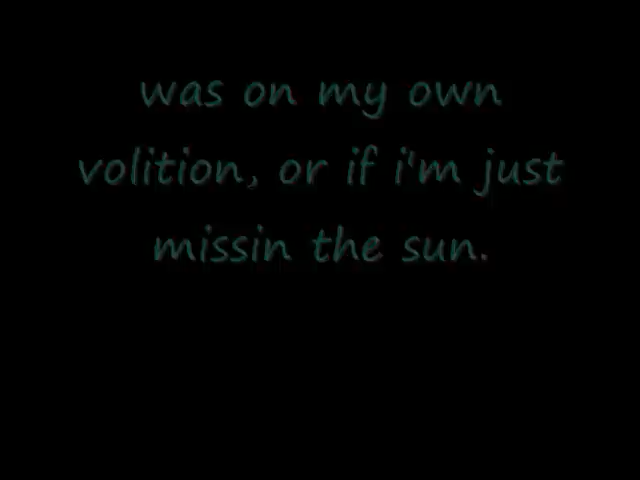 was on my own
volition, or if i'm just
missin the sun.